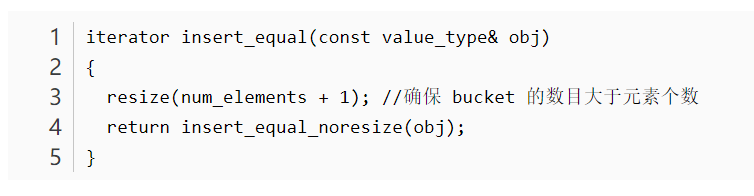 1 iterator insert_equal(const value_type& obj)
2 {
3   resize(num_elements + 1); //确保 bucket 的数目大于元素个数
4   return insert_equal_noresize(obj);
5 }